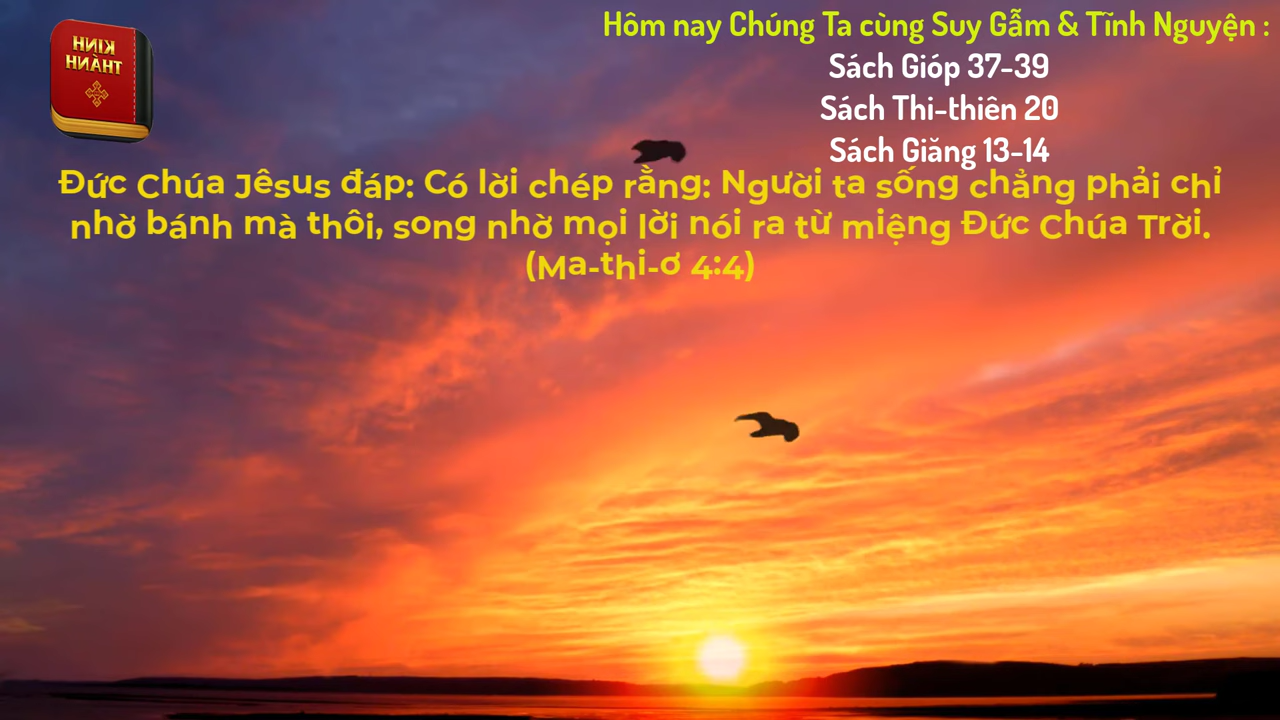 KINH
THÁNH
Hôm nay Chúng Ta cùng Suy Gẫm & Tĩnh Nguyện :
Sách Gióp 37-39
Sách Thi-thiên 20
Sách Giăng 13-14
Đức Chúa Jêsus đáp: Có lời chép rằng: Người ta sống chẳng phải chỉ
nhờ bánh mà thôi, song nhờ mọi lời nói ra từ miệng Đức Chúa Trời.
(Ma-thi-ơ 4:4)